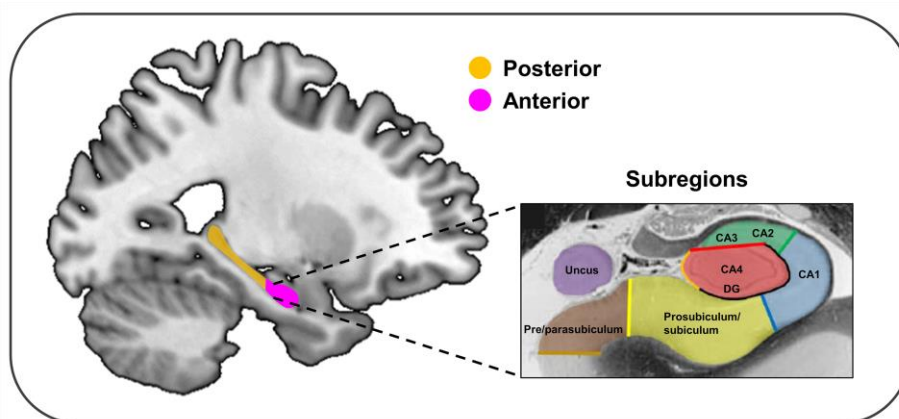 Posterior
Anterior
Subregions
CA3
CA2
Uncus
CA4
CA1
DG
Prosubiculum/
subiculum
Pre/parasubiculum